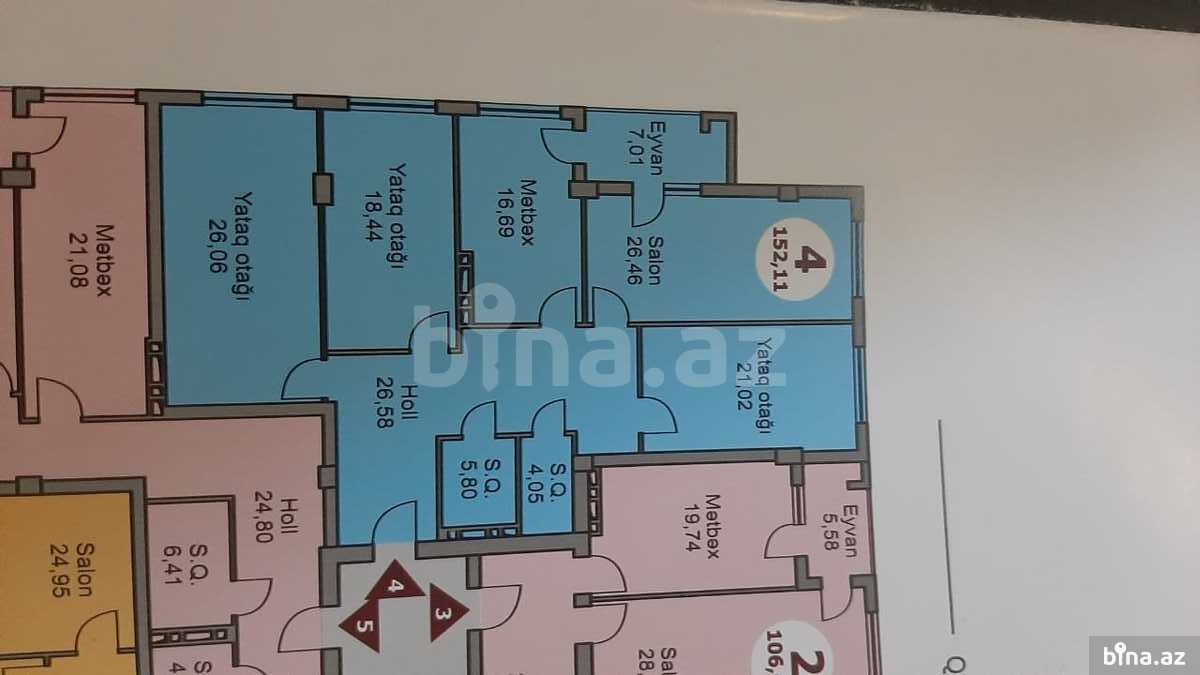 Eyvan
7,01
4
152,11
Salon
26,46
Mətbəx
16,69
Yataq otağı
18,44
Yataq otağı
26,06
Mətbəx
21,08
Yataq otağı
21,02
Holl
26,58
S.Q.
4,05
S.Q.
5,80
Mətbəx
19,74
Eyvan
5,58
Holl
24,80
S.Q.
6,41
Salon
24,95
3
4
5
2
106,
28,
S
4
Q
bina.az
bina.az